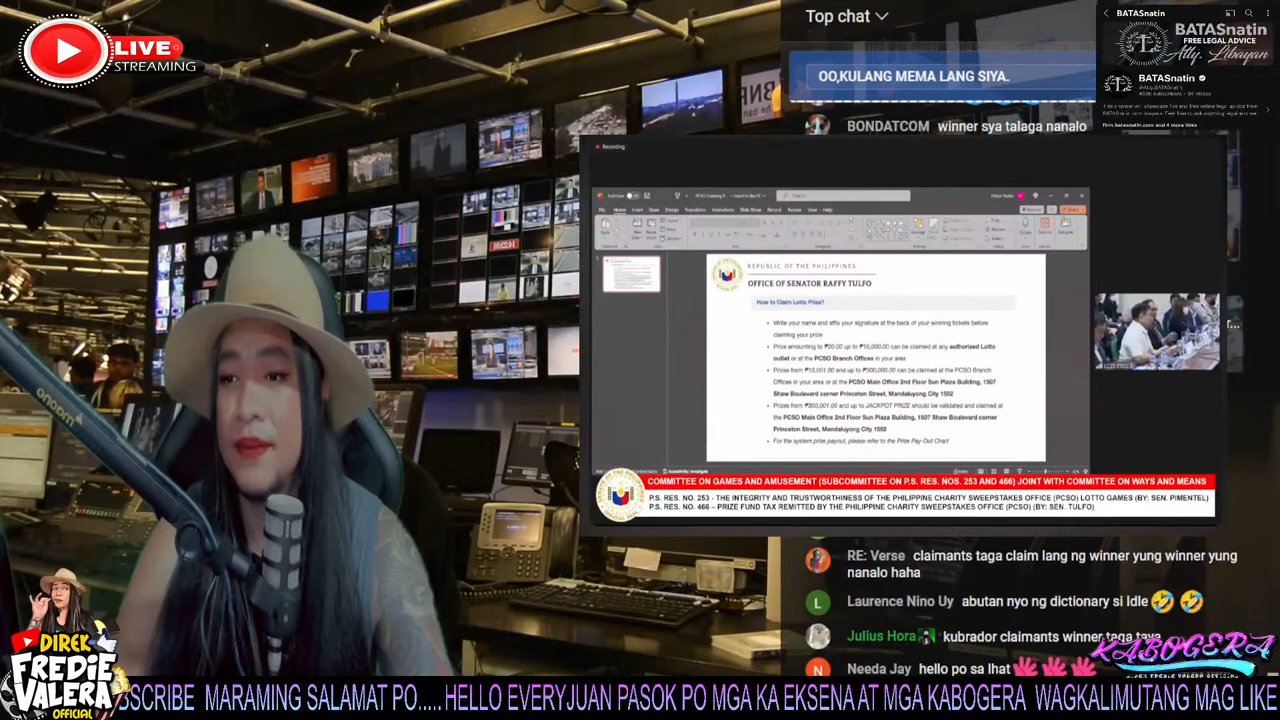 LIVE
STREAMING
Top chat
OO,KULANG MEMA LANG SIYA.
BONDATCOM winner sya talaga nanalo
BATASnatin
BATASnatin
FREE LEGAL ADVICE
Atty. Libayan
BATASnatin
Recording
REPUBLIC OF THE PHILIPPINES
OFFICE OF SENATOR RAFFY TULFO
How to Claim Lotto Prize?
• Write your name and affix your signature at the back of your winning tickets before
claiming your prize
• Prize amounting to ₱20.00 up to ₱10,000.00 can be claimed at any authorized Lotto
outlet or at the PCSO Branch Offices in your area
• Prizes from ₱10,001.00 and up to ₱300,000.00 can be claimed at the PCSO Branch
Offices in your area or at the PCSO Main Office 2nd Floor Sun Plaza Building, 1507
Shaw Boulevard corner Princeton Street, Mandaluyong City 1552
• Prizes from ₱300,001.00 and up to JACKPOT PRIZE should be validated and claimed at
the PCSO Main Office 2nd Floor Sun Plaza Building, 1507 Shaw Boulevard corner
Princeton Street, Mandaluyong City 1552
• For the system prize payout, please refer to the Prize Pay-Out Chart
COMMITTEE ON GAMES AND AMUSEMENT (SUBCOMMITTEE ON P.S. RES. NOS. 253 AND 466) JOINT WITH COMMITTEE ON WAYS AND MEANS
P.S. RES. NO. 253 - THE INTEGRITY AND TRUSTWORTHINESS OF THE PHILIPPINE CHARITY SWEEPSTAKES OFFICE (PCSO) LOTTO GAMES (BY: SEN. PIMENTEL)
P.S. RES. NO. 466 – PRIZE FUND TAX REMITTED BY THE PHILIPPINE CHARITY SWEEPSTAKES OFFICE (PCSO) (BY: SEN. TULFO)
RE: Verse claimants taga claim lang ng winner yung winner yung
nanalo haha
L Laurence Nino Uy abutan nyo ng dictionary si Idle 🤣 🤣
Julius Hora kubrador claimants winner taga taya
N Needa Jay hello po sa lhat
KABOGERA
DIREK
FREDIE
VALERA
OFFICIAL
SCRIBE MARAMING SALAMAT PO..... HELLO EVERYJUAN PASOK PO MGA KA EKSENA AT MGA KABOGERA WAGKALIMUTANG MAG LIKE